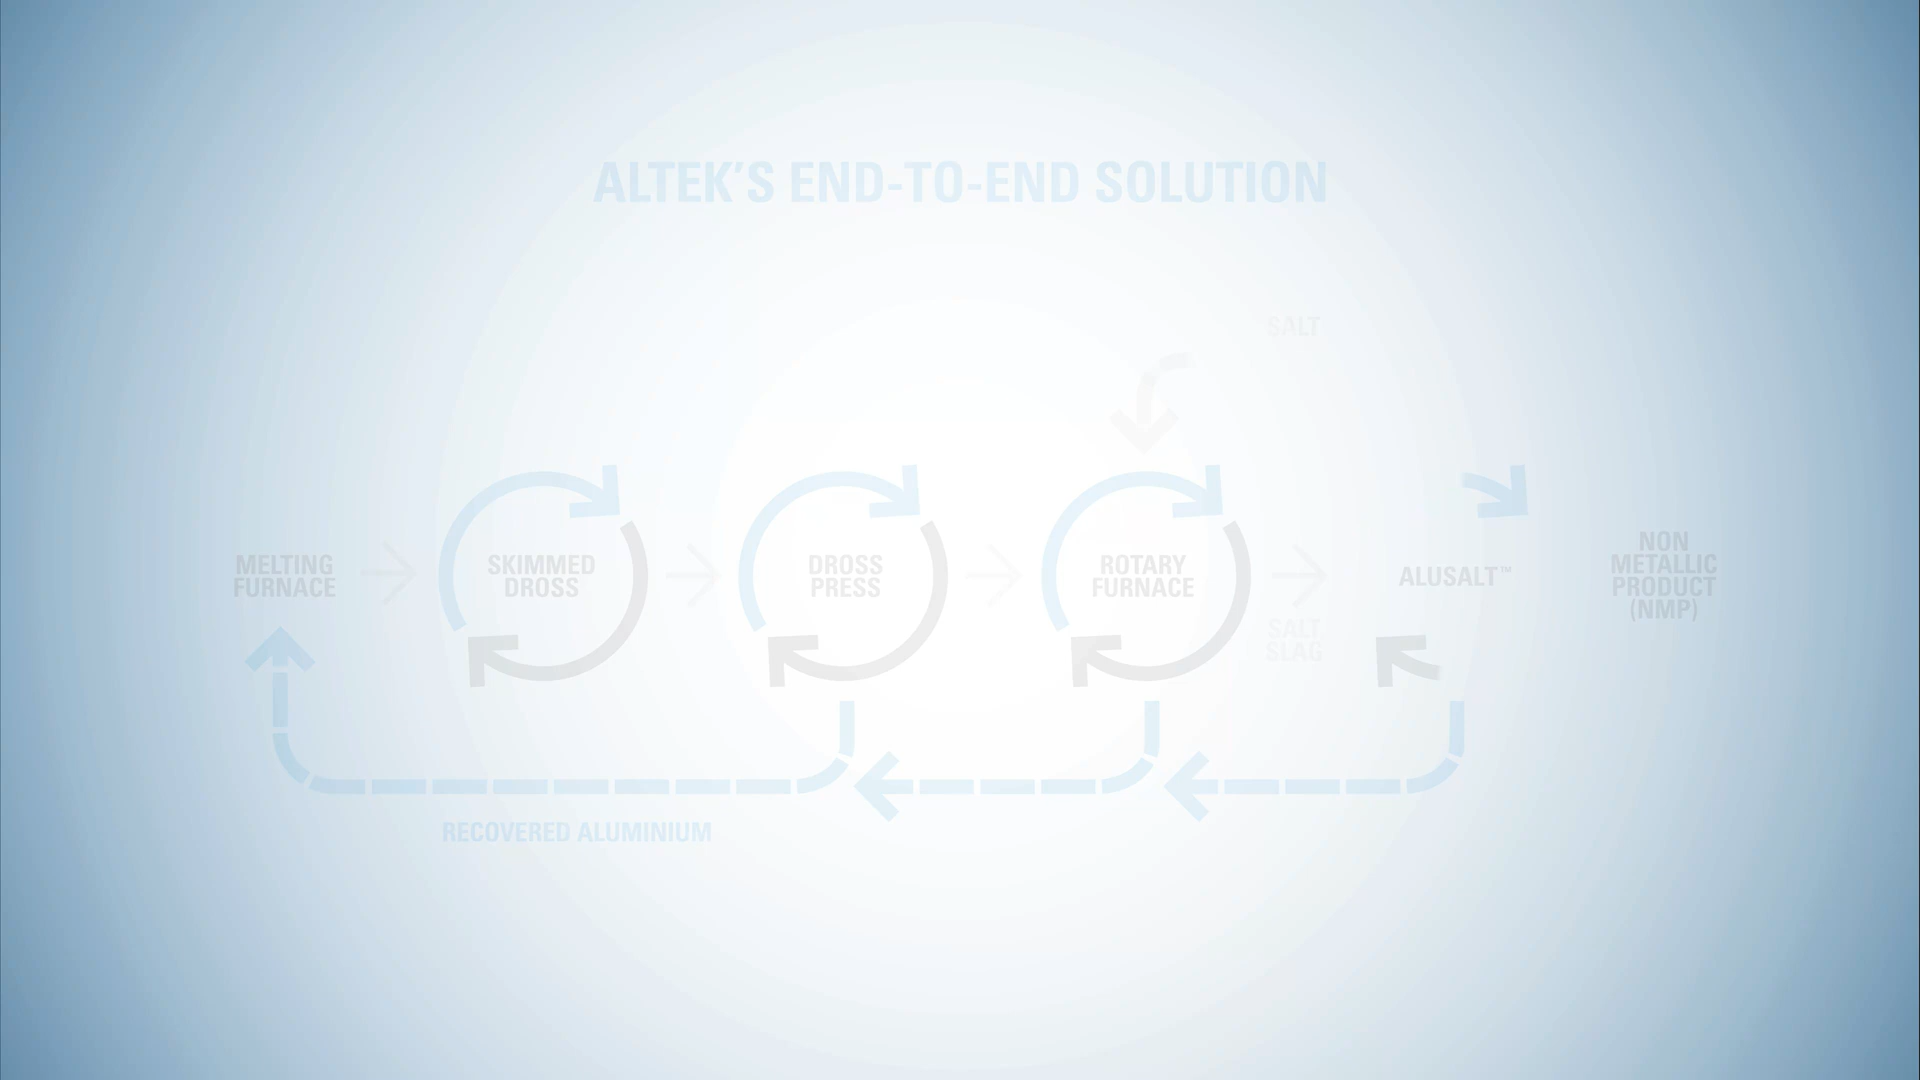 ALTEK'S END-TO-END SOLUTION
SALT
MELTING
FURNACE
SKIMMED
DROSS
DROSS
PRESS
ROTARY
FURNACE
SALT
SLAG
ALUSALT™
NON
METALLIC
PRODUCT
(NMP)
RECOVERED ALUMINIUM